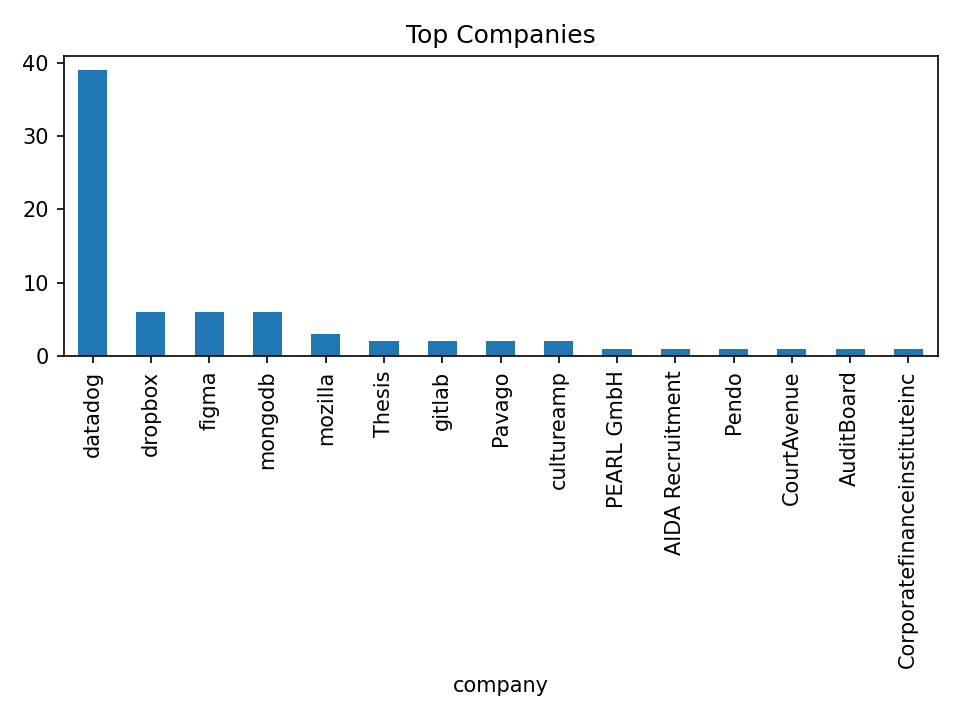 Top Companies
40
30
20
10
0
datadog
dropbox
figma
mongodb
mozilla
Thesis
gitlab
Pavago
cultureamp
PEARL GmbH
AIDA Recruitment
Pendo
CourtAvenue
AuditBoard
Corporatefinanceinstituteinc
company